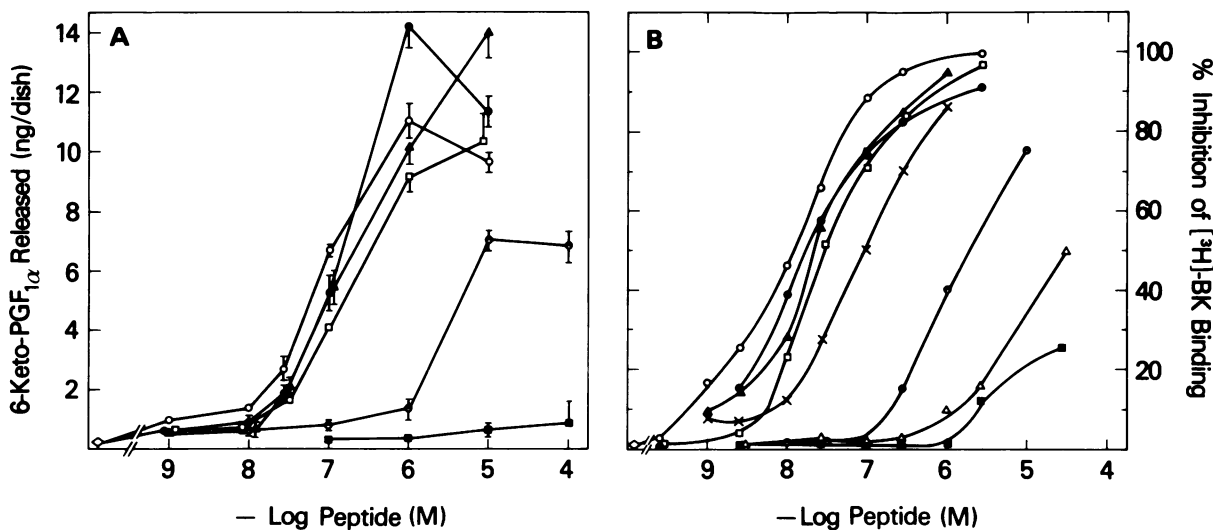 A
14
12
10
8
6
4
2
6-Keto-PGF1α Released (ng/dish)
9 8 7 6 5 4
— Log Peptide (M)
B
100
80
60
40
20
% Inhibition of [³H]-BK Binding
9 8 7 6 5 4
—Log Peptide (M)